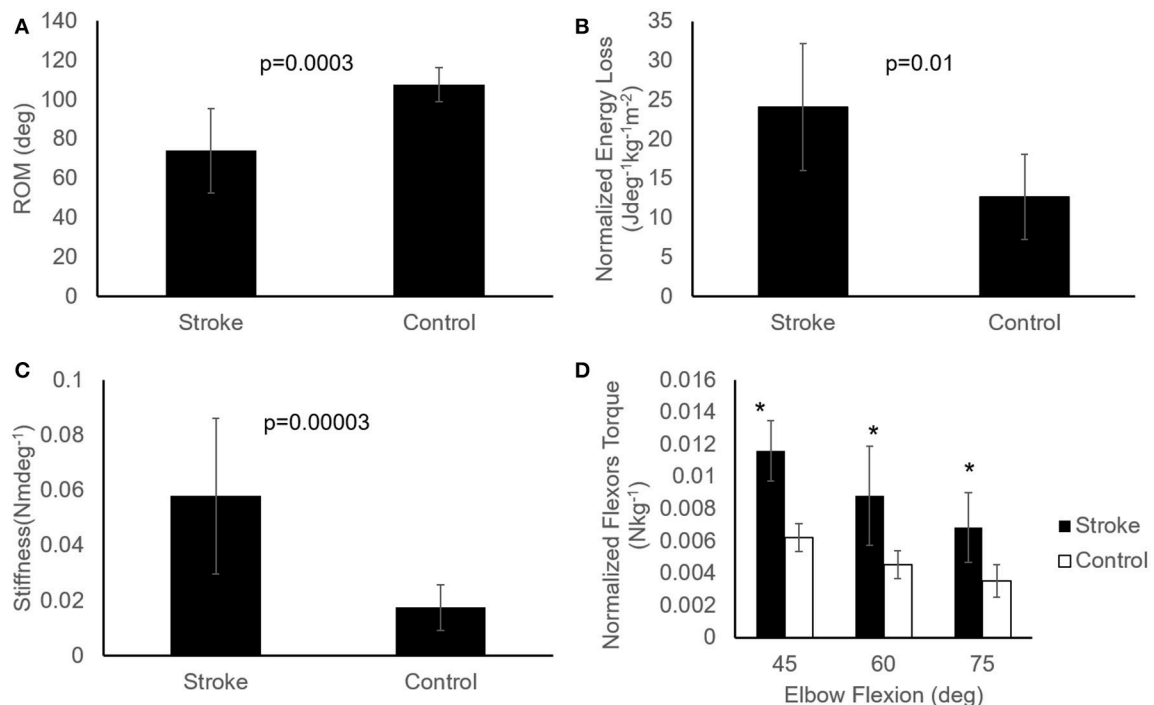 A
ROM (deg)
140
120
100
80
60
40
20
0
p=0.0003
Stroke Control
B
Normalized Energy Loss
(Jdeg⁻¹kg⁻¹m⁻²)
35
30
25
20
15
10
5
0
p=0.01
Stroke Control
C
Stiffness(Nmdeg⁻¹)
0.1
0.08
0.06
0.04
0.02
0
p=0.00003
Stroke Control
D
Normalized Flexors Torque
(Nkg⁻¹)
0.016
0.014
0.012
0.01
0.008
0.006
0.004
0.002
0
*
*
*
45 60 75
Elbow Flexion (deg)
Stroke
Control